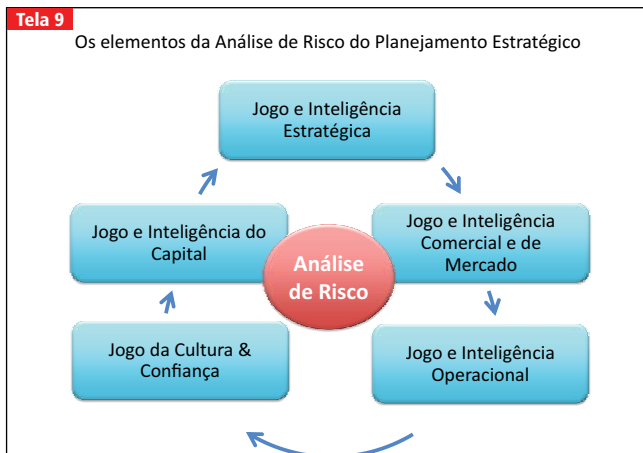 Tela 9
Os elementos da Análise de Risco do Planejamento Estratégico
Jogo e Inteligência
Estratégica
Jogo e Inteligência do
Capital
Jogo e Inteligência
Comercial e de
Mercado
Análise
de Risco
Jogo da Cultura &
Confiança
Jogo e Inteligência
Operacional